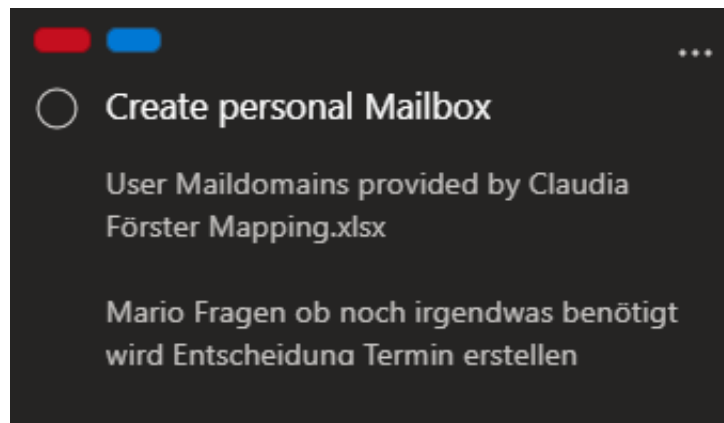 Create personal Mailbox
User Maildomains provided by Claudia
Förster Mapping.xlsx
Mario Fragen ob noch irgendwas benötigt
wird Entscheidung Termin erstellen